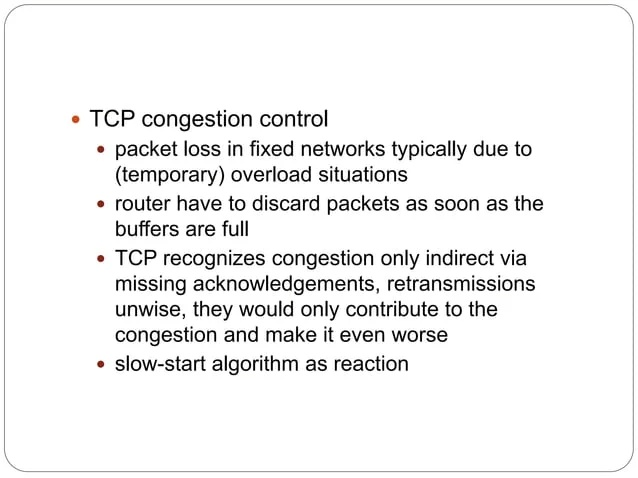 TCP congestion control
packet loss in fixed networks typically due to
(temporary) overload situations
router have to discard packets as soon as the
buffers are full
TCP recognizes congestion only indirect via
missing acknowledgements, retransmissions
unwise, they would only contribute to the
congestion and make it even worse
slow-start algorithm as reaction